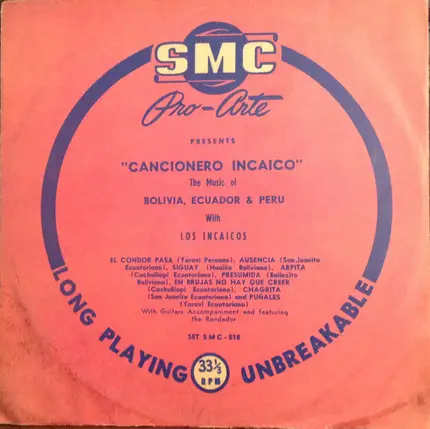 SMC
Pro-Arte
PRESENTS
"CANCIONERO INCAICO"
The Music of
BOLIVIA, ECUADOR & PERU
With
LOS INCAICOS
EL CONDOR PASA (Yaravi Peruano), AUSENCIA (San Juanito
Ecuatoriano), SIGUAY (Huaiño Boliviano), ARPITA
(Cachullapi Ecuatoriano), PRESUMIDA (Bailecito
Boliviano), EN BRUJAS NO HAY QUE CREER
(Cachullapi Ecuatoriano), CHAGRITA
(San Juanito Ecuatoriano) and PUÑALES
(Yaravi Ecuatoriano)
With Guitars Accompaniment and featuring
the Rondador
SET SMC-518
LONG PLAYING 33 1/3 RPM UNBREAKABLE